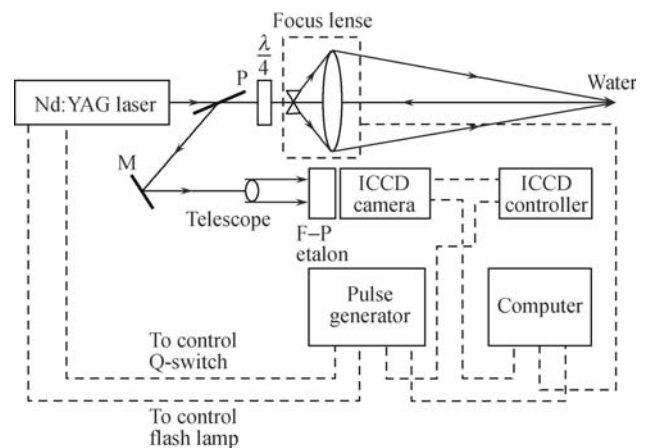 Focus lense
λ/4
P
Water
Nd:YAG laser
M
Telescope
ICCD
camera
ICCD
controller
F–P
etalon
Pulse
generator
Computer
To control
Q-switch
To control
flash lamp